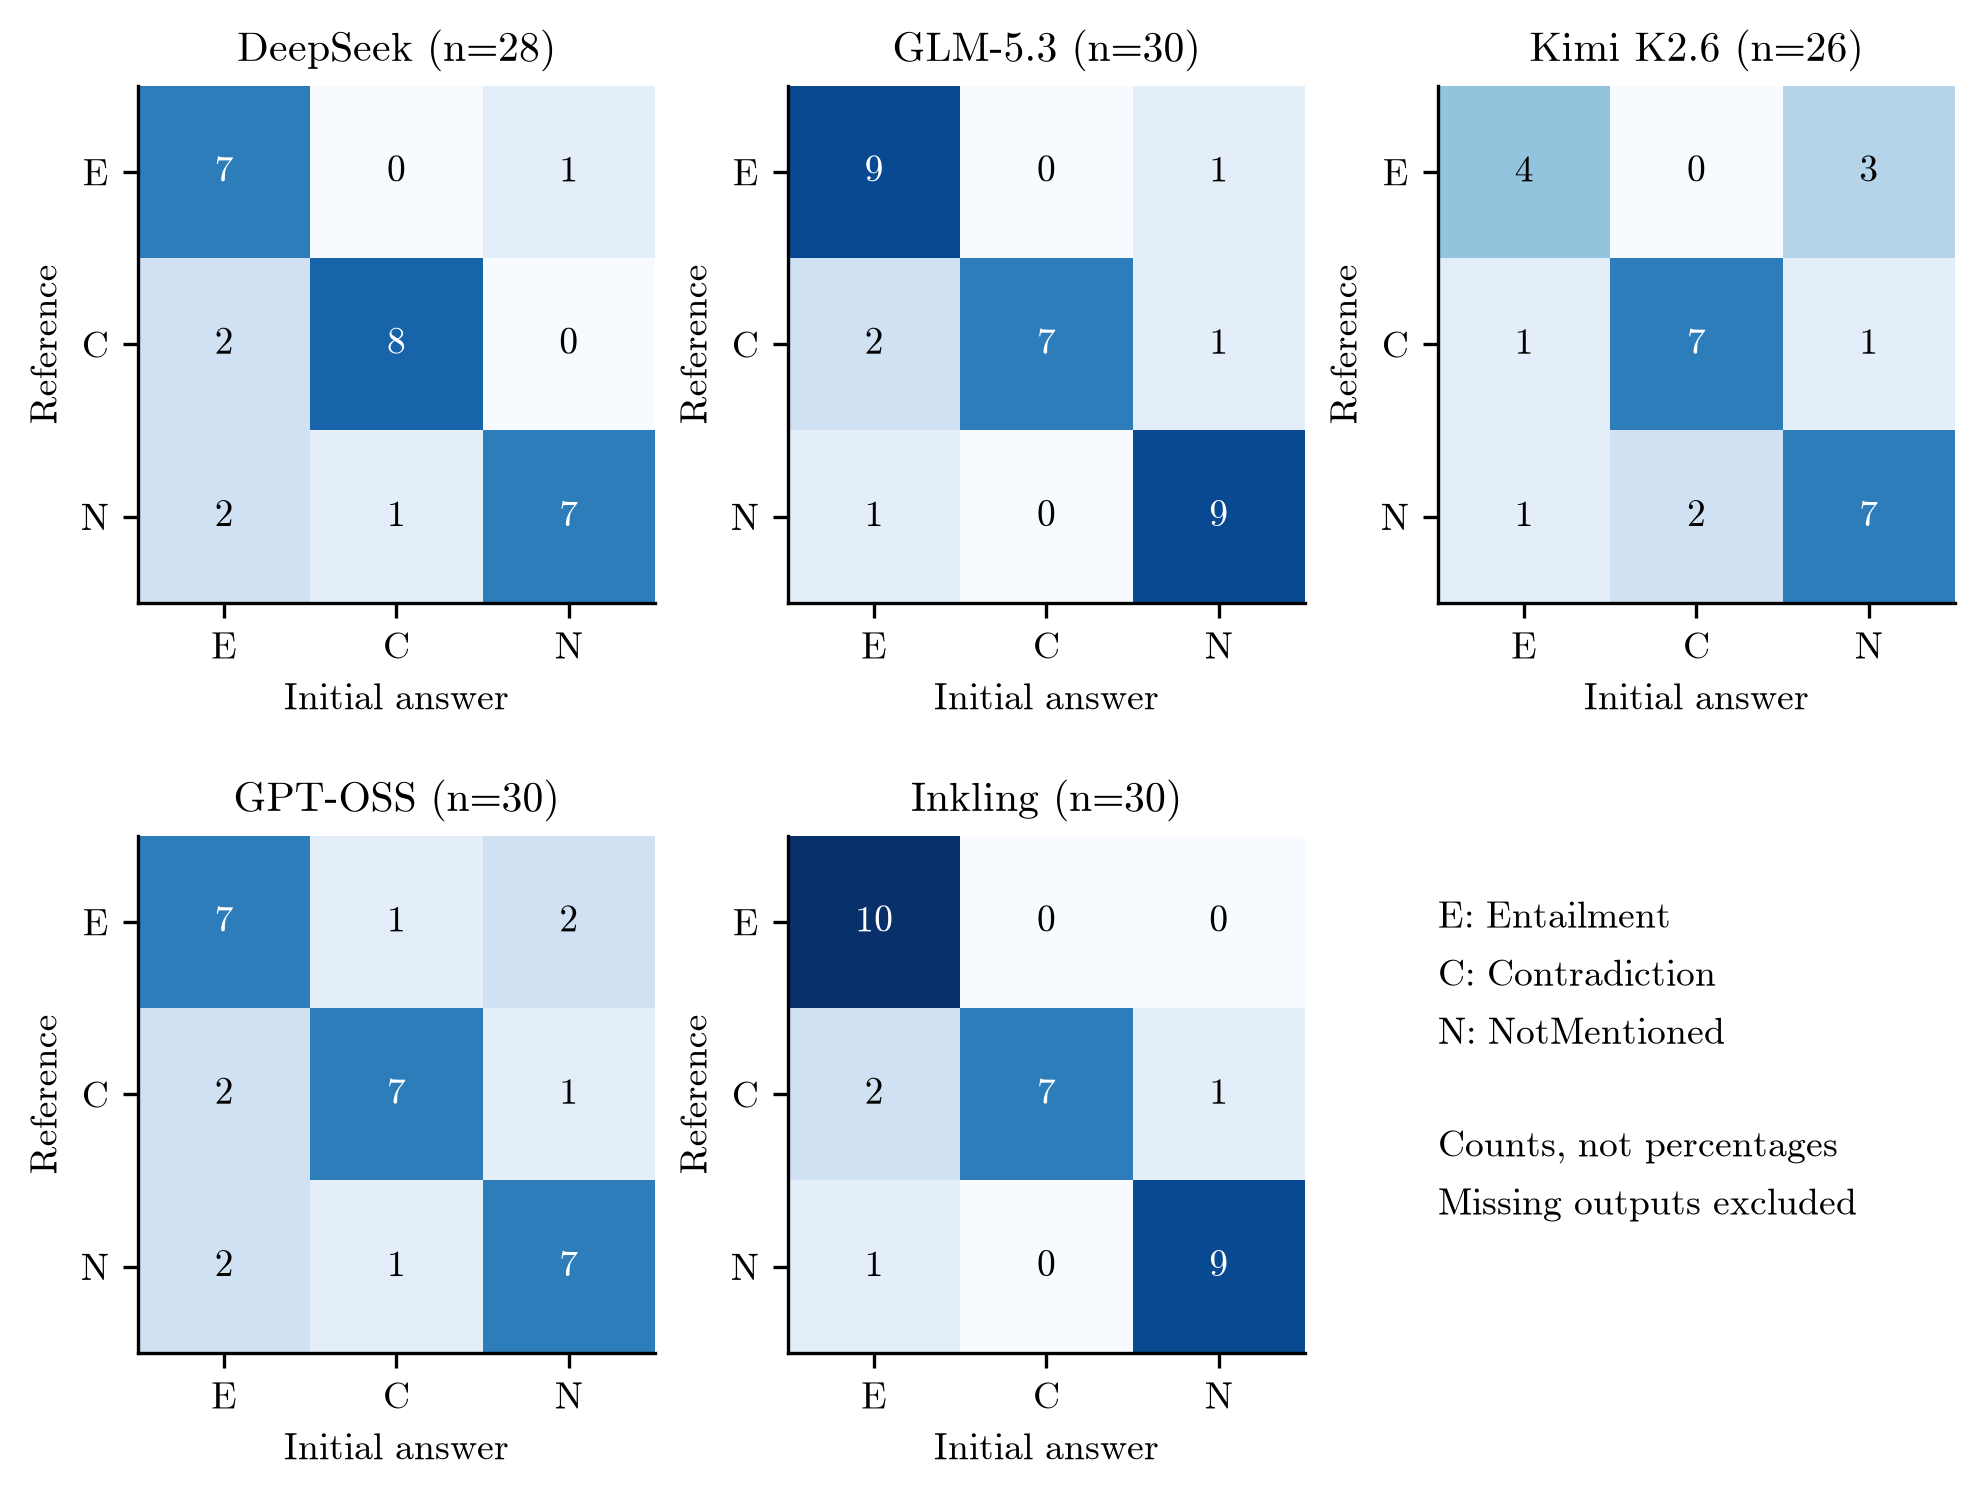 DeepSeek (n=28)
GLM-5.3 (n=30)
Kimi K2.6 (n=26)
Reference
E
7 0 1
C
2 8 0
N
2 1 7
E C N
Initial answer
Reference
E
9 0 1
C
2 7 1
N
1 0 9
E C N
Initial answer
Reference
E
4 0 3
C
1 7 1
N
1 2 7
E C N
Initial answer
GPT-OSS (n=30)
Inkling (n=30)
Reference
E
7 1 2
C
2 7 1
N
2 1 7
E C N
Initial answer
Reference
E
10 0 0
C
2 7 1
N
1 0 9
E C N
Initial answer
E: Entailment
C: Contradiction
N: NotMentioned
Counts, not percentages
Missing outputs excluded